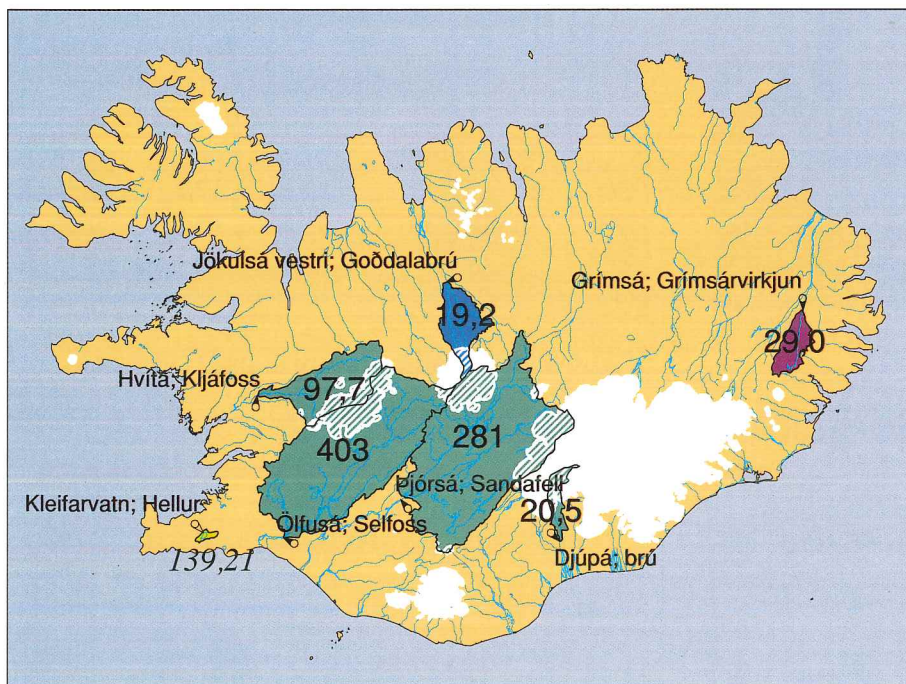 Jökulsá vestri; Goðdalabrú
Grímsá; Grímsárvirkjun
19,2
29,0
Hvítá; Kljáfoss
97,7
403
281
Þjórsá; Sandafell
Kleifarvatn; Hellur
20,5
Ölfusá; Selfoss
139,21
Djúpá; brú